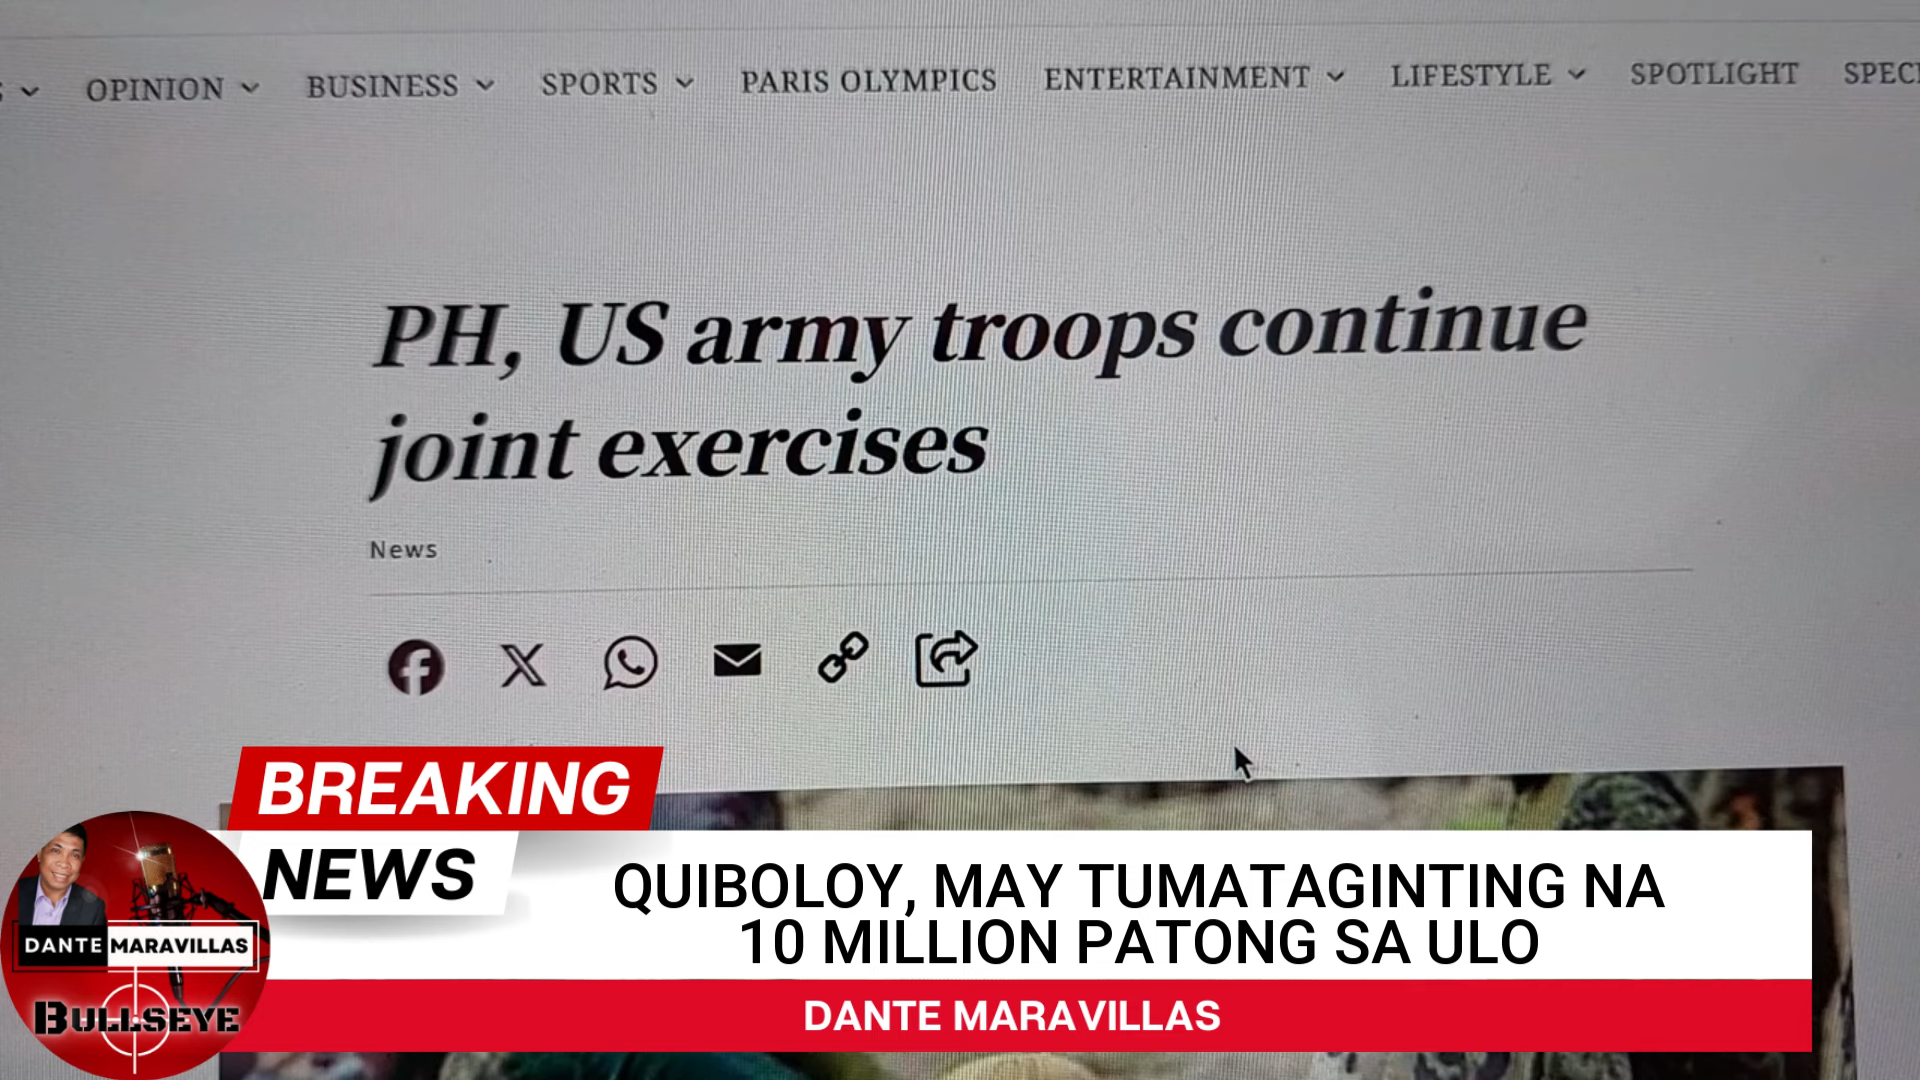 OPINION BUSINESS SPORTS PARIS OLYMPICS ENTERTAINMENT LIFESTYLE SPOTLIGHT
PH, US army troops continue
joint exercises
News
BREAKING
NEWS
QUIBOLOY, MAY TUMATAGINTING NA
10 MILLION PATONG SA ULO
DANTE MARAVILLAS
DANTE MARAVILLAS
BULLSEYE